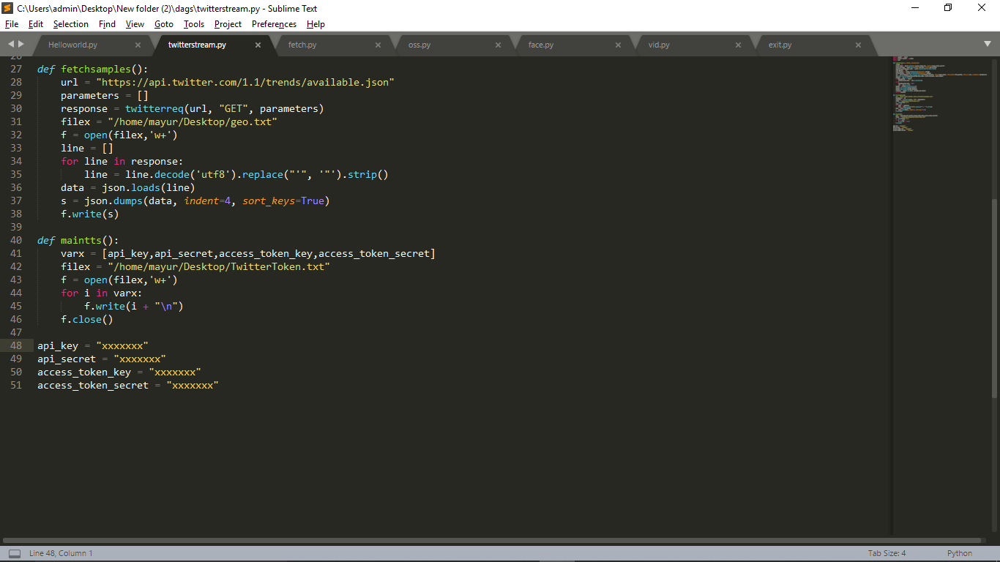 C:\Users\admin\Desktop\New folder (2)\dags\twitterstream.py - Sublime Text
File Edit Selection Find View Goto Tools Project Preferences Help
Helloworld.py twitterstream.py fetch.py oss.py face.py vid.py exit.py
26
27 def fetchsamples():
28     url = "https://api.twitter.com/1.1/trends/available.json"
29     parameters = []
30     response = twitterreq(url, "GET", parameters)
31     filex = "/home/mayur/Desktop/geo.txt"
32     f = open(filex,'w+')
33     line = []
34     for line in response:
35         line = line.decode('utf8').replace("'", '"').strip()
36     data = json.loads(line)
37     s = json.dumps(data, indent=4, sort_keys=True)
38     f.write(s)
39
40 def maintts():
41     varx = [api_key,api_secret,access_token_key,access_token_secret]
42     filex = "/home/mayur/Desktop/TwitterToken.txt"
43     f = open(filex,'w+')
44     for i in varx:
45         f.write(i + "\n")
46     f.close()
47
48 api_key = "xxxxxxx"
49 api_secret = "xxxxxxx"
50 access_token_key = "xxxxxxx"
51 access_token_secret = "xxxxxxx"
Line 48, Column 1 Tab Size: 4 Python